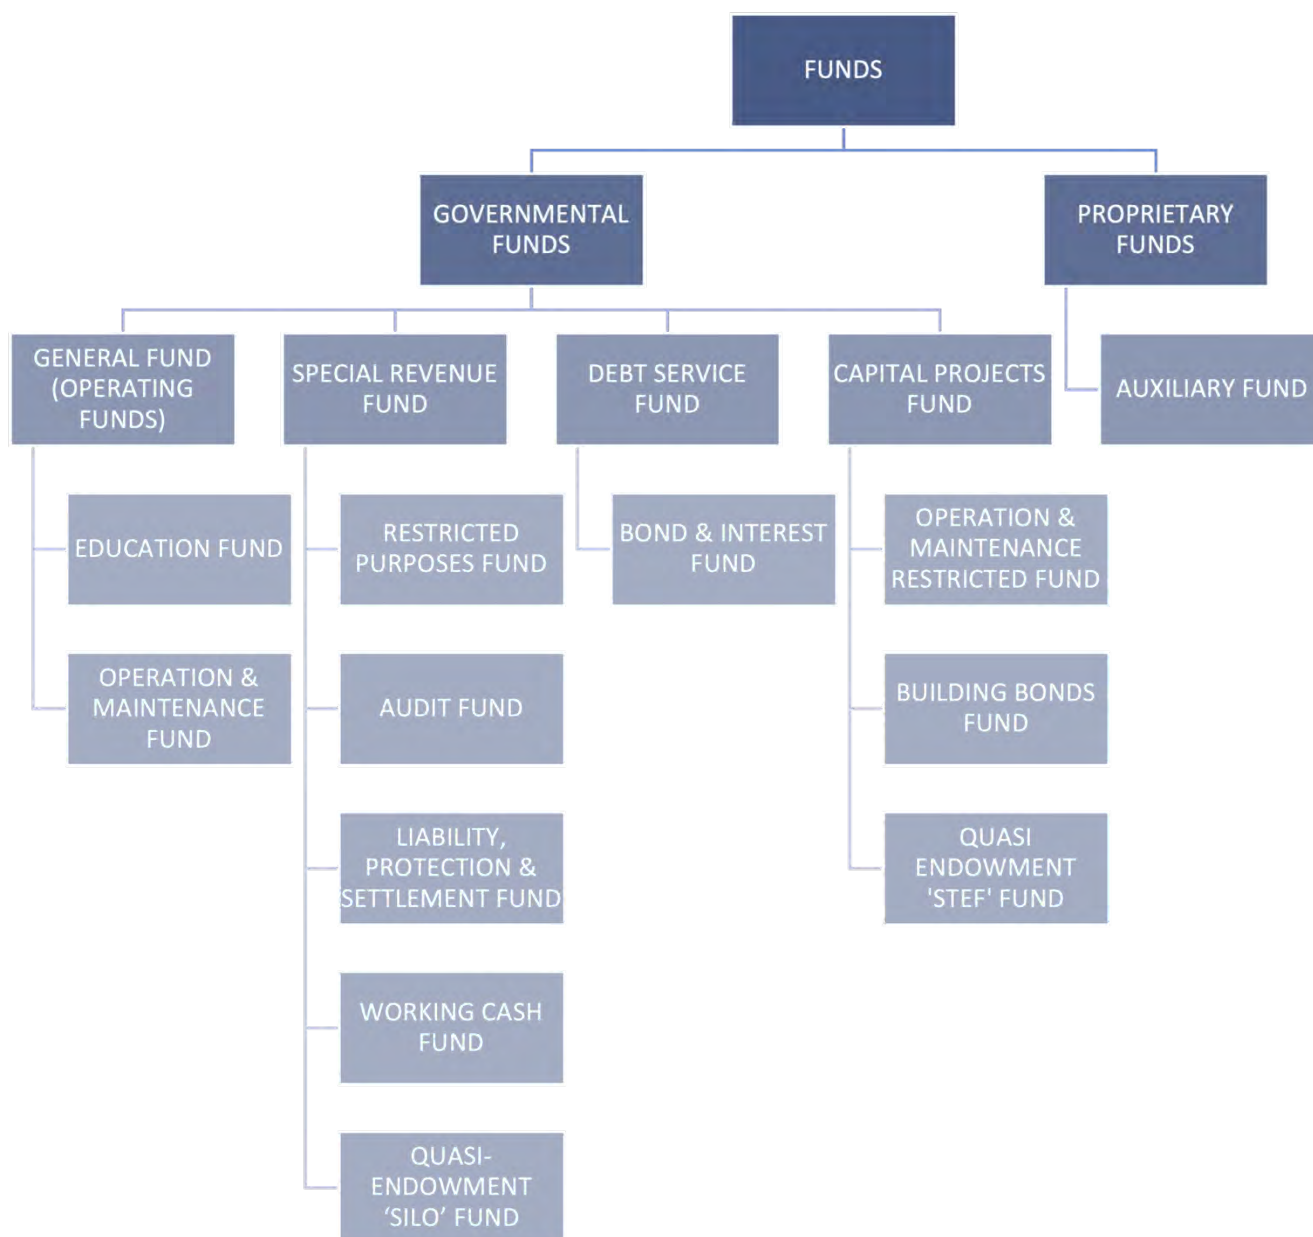 FUNDS
GOVERNMENTAL
FUNDS
PROPRIETARY
FUNDS
GENERAL FUND
(OPERATING
FUNDS)
SPECIAL REVENUE
FUND
DEBT SERVICE
FUND
CAPITAL PROJECTS
FUND
AUXILIARY FUND
EDUCATION FUND
OPERATION &
MAINTENANCE
FUND
RESTRICTED
PURPOSES FUND
AUDIT FUND
LIABILITY,
PROTECTION &
SETTLEMENT FUND
WORKING CASH
FUND
QUASI-
ENDOWMENT
‘SILO’ FUND
BOND & INTEREST
FUND
OPERATION &
MAINTENANCE
RESTRICTED FUND
BUILDING BONDS
FUND
QUASI
ENDOWMENT
'STEF' FUND